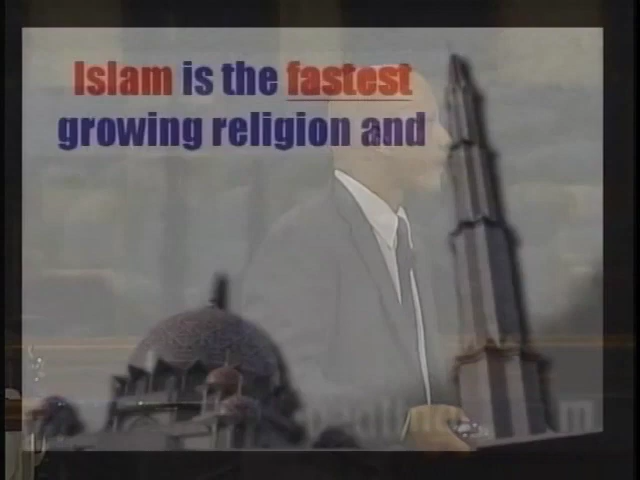 Islam is the fastest
growing religion and